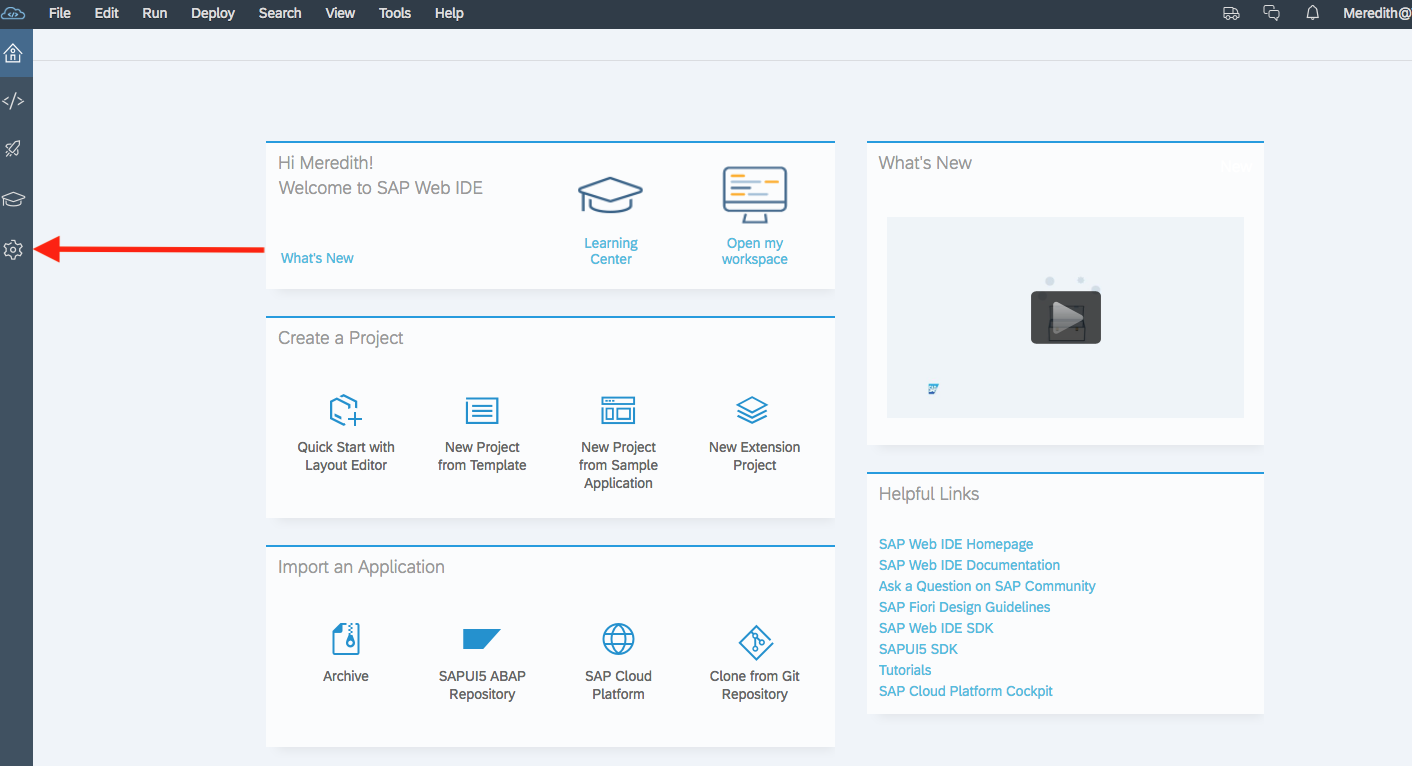 File Edit Run Deploy Search View Tools Help Meredith@
Hi Meredith!
Welcome to SAP Web IDE
What's New
Learning
Center
Open my
workspace
Create a Project
Quick Start with
Layout Editor
New Project
from Template
New Project
from Sample
Application
New Extension
Project
Import an Application
Archive
SAPUI5 ABAP
Repository
SAP Cloud
Platform
Clone from Git
Repository
What's New
SAP
Helpful Links
SAP Web IDE Homepage
SAP Web IDE Documentation
Ask a Question on SAP Community
SAP Fiori Design Guidelines
SAP Web IDE SDK
SAPUI5 SDK
Tutorials
SAP Cloud Platform Cockpit